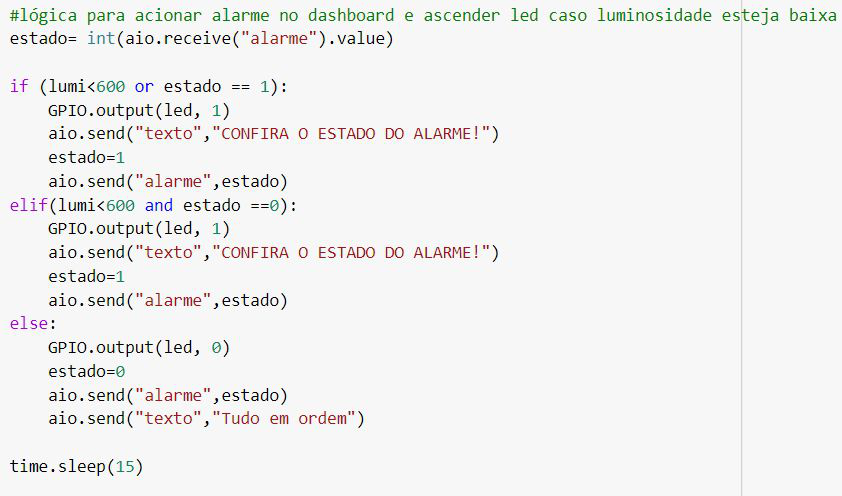 #lógica para acionar alarme no dashboard e ascender led caso luminosidade esteja baixa
estado= int(aio.receive("alarme").value)
if (lumi<600 or estado == 1):
    GPIO.output(led, 1)
    aio.send("texto","CONFIRA O ESTADO DO ALARME!")
    estado=1
    aio.send("alarme",estado)
elif(lumi<600 and estado ==0):
    GPIO.output(led, 1)
    aio.send("texto","CONFIRA O ESTADO DO ALARME!")
    estado=1
    aio.send("alarme",estado)
else:
    GPIO.output(led, 0)
    estado=0
    aio.send("alarme",estado)
    aio.send("texto","Tudo em ordem")
time.sleep(15)